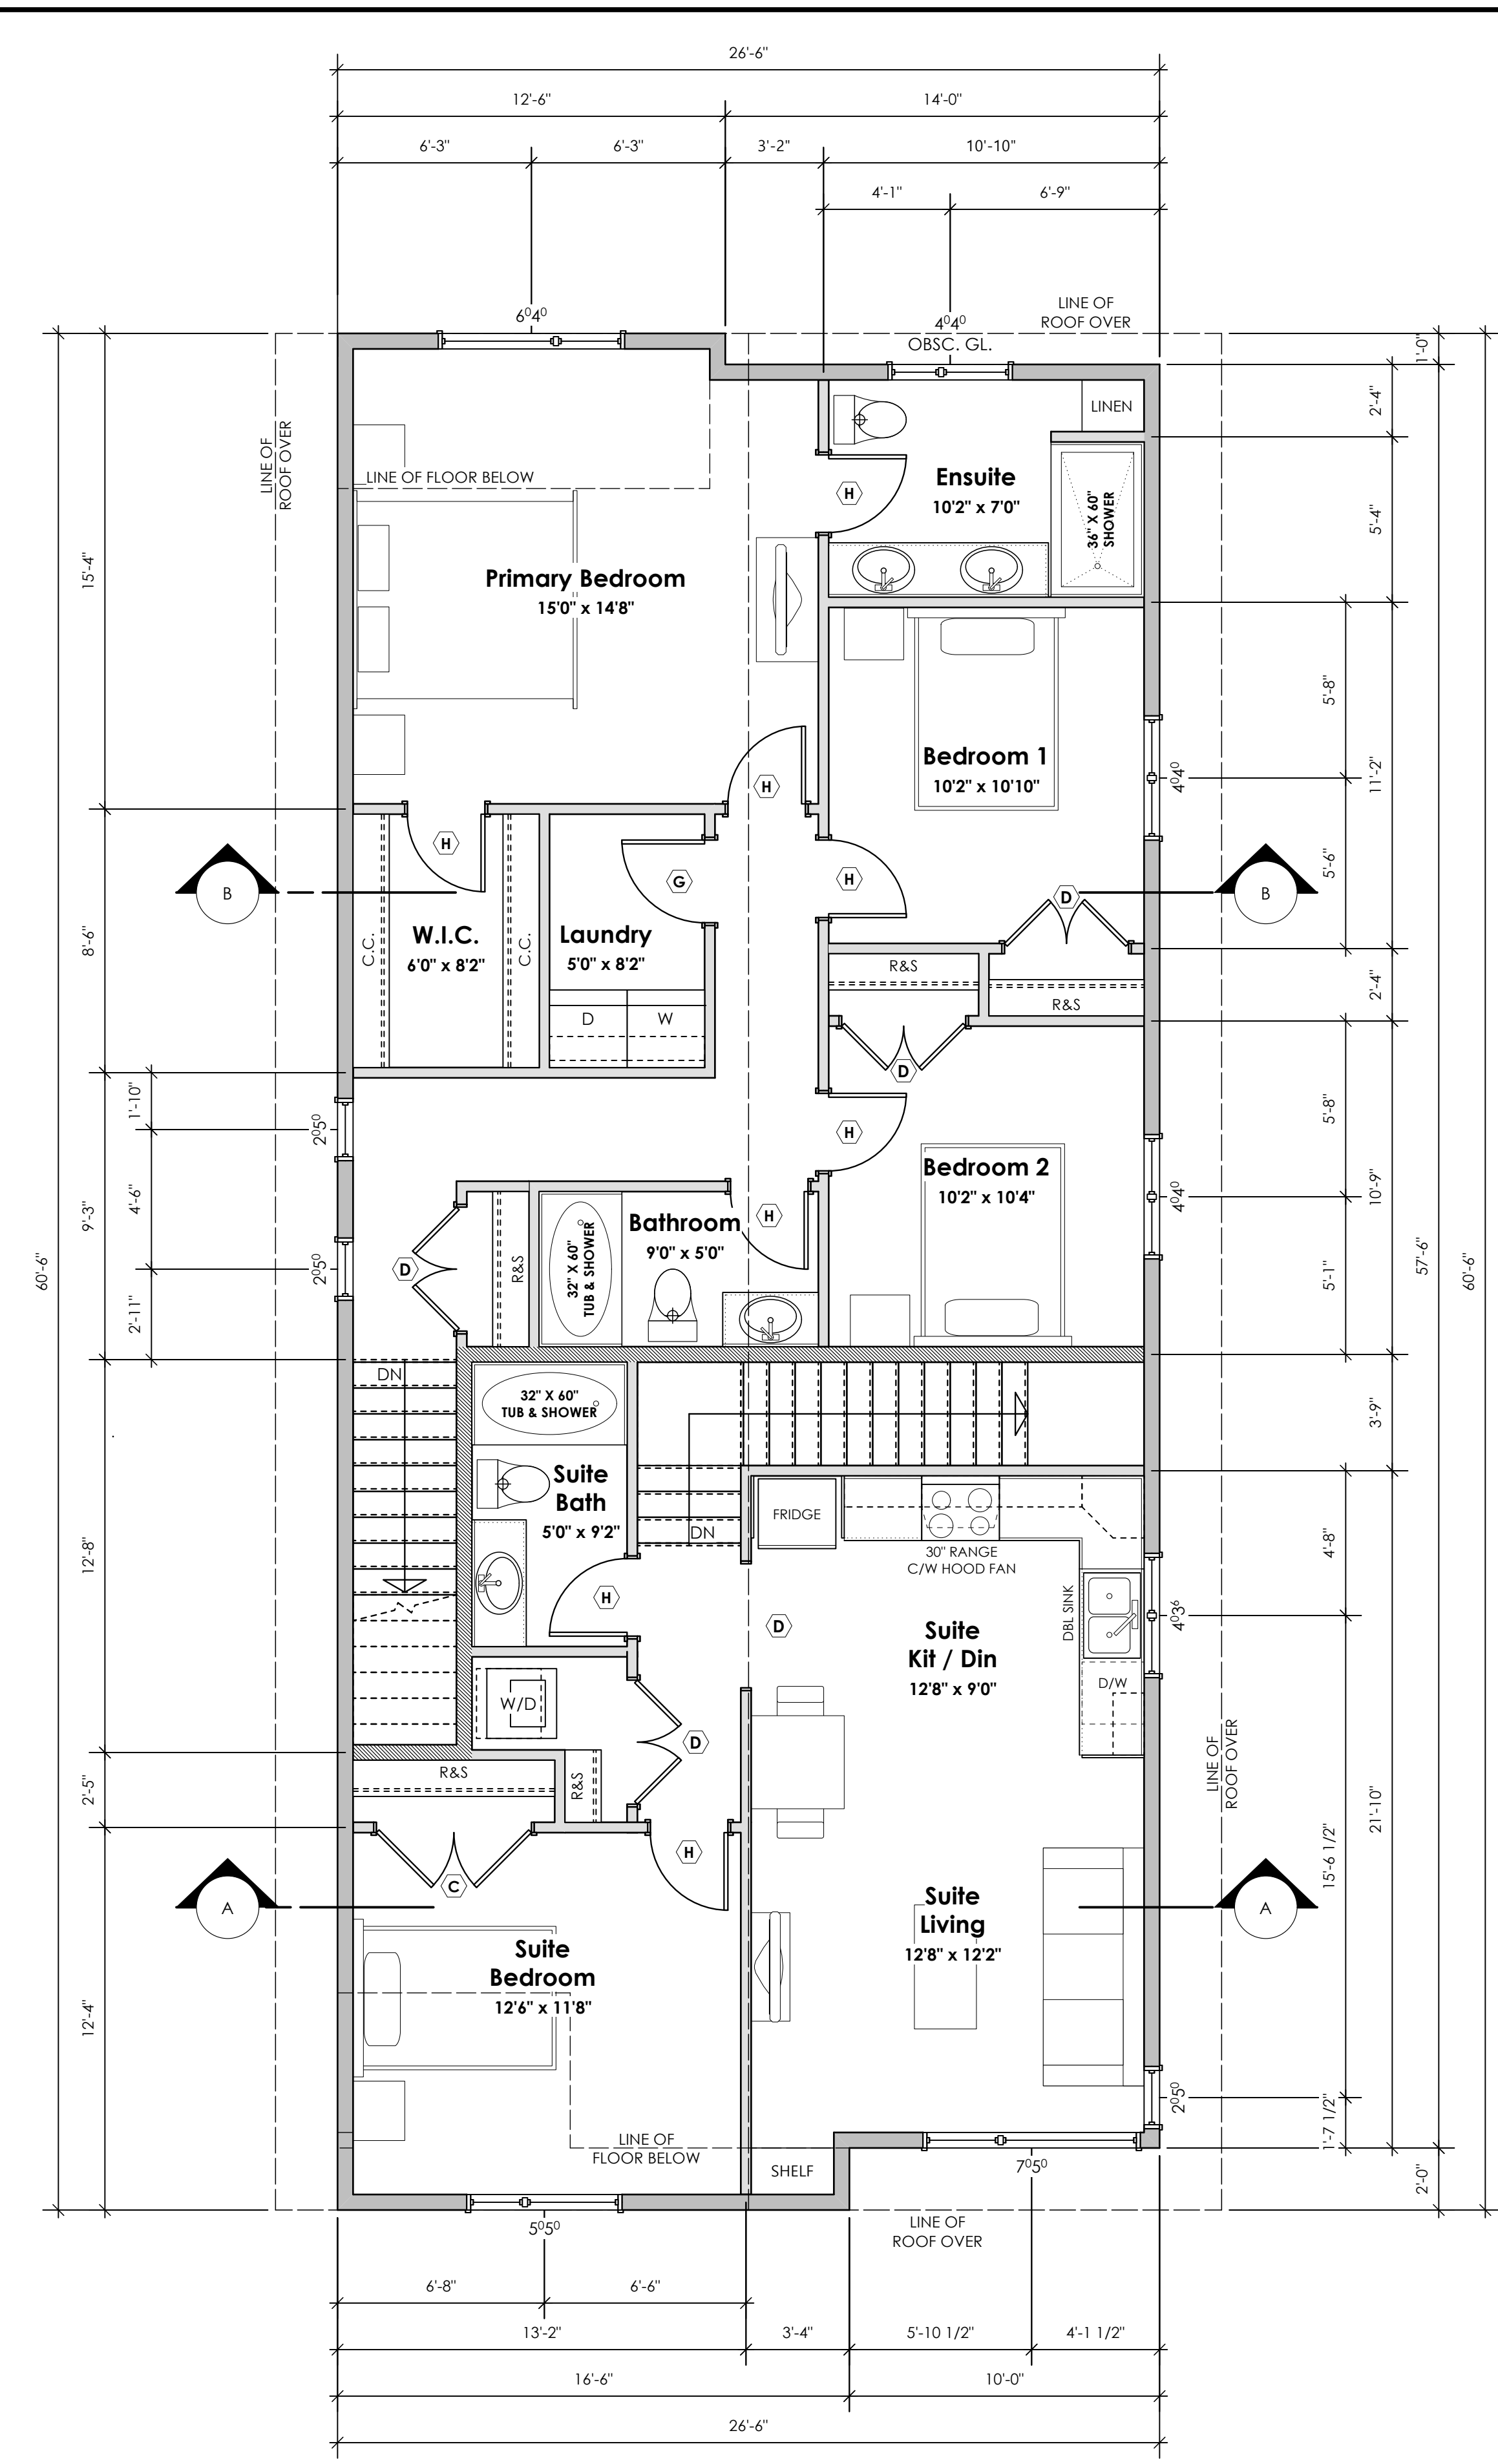 26'-6"
12'-6" 14'-0"
6'-3" 6'-3" 3'-2" 10'-10"
4'-1" 6'-9"
LINE OF
ROOF OVER
6⁰4⁰
4⁰4⁰
OBSC. GL.
1'-0"
LINEN
2'-4"
LINE OF
ROOF OVER
LINE OF FLOOR BELOW
H
Ensuite
10'2" x 7'0"
36" X 60"
SHOWER
5'-4"
15'-4"
Primary Bedroom
15'0" x 14'8"
5'-8"
Bedroom 1
10'2" x 10'10"
H
4⁰4⁰
11'-2"
H
G
H
5'-6"
B
D
B
8'-6"
C.C.
W.I.C.
6'0" x 8'2"
C.C.
Laundry
5'0" x 8'2"
R&S
R&S
2'-4"
D W
D
1'-10"
2⁰5⁰
H
5'-8"
Bedroom 2
10'2" x 10'4"
4⁰4⁰
10'-9"
4'-6"
9'-3"
60'-6"
Bathroom
9'0" x 5'0"
H
32" X 60"
TUB & SHOWER
R&S
D
2⁰5⁰
2'-11"
5'-1"
57'-6"
60'-6"
DN
32" X 60"
TUB & SHOWER
3'-9"
Suite
Bath
5'0" x 9'2"
DN
FRIDGE
30" RANGE
C/W HOOD FAN
4'-8"
12'-8"
H
D
DBL SINK
4⁰3⁶
Suite
Kit / Din
12'8" x 9'0"
D/W
W/D
D
R&S
R&S
2'-5"
LINE OF
ROOF OVER
21'-10"
15'-6 1/2"
H
C
A
A
Suite
Living
12'8" x 12'2"
Suite
Bedroom
12'6" x 11'8"
12'-4"
2⁰5⁰
1'-7 1/2"
LINE OF
FLOOR BELOW
SHELF
7⁰5⁰
2'-0"
5⁰5⁰
LINE OF
ROOF OVER
6'-8" 6'-6"
13'-2" 3'-4" 5'-10 1/2" 4'-1 1/2"
16'-6" 10'-0"
26'-6"